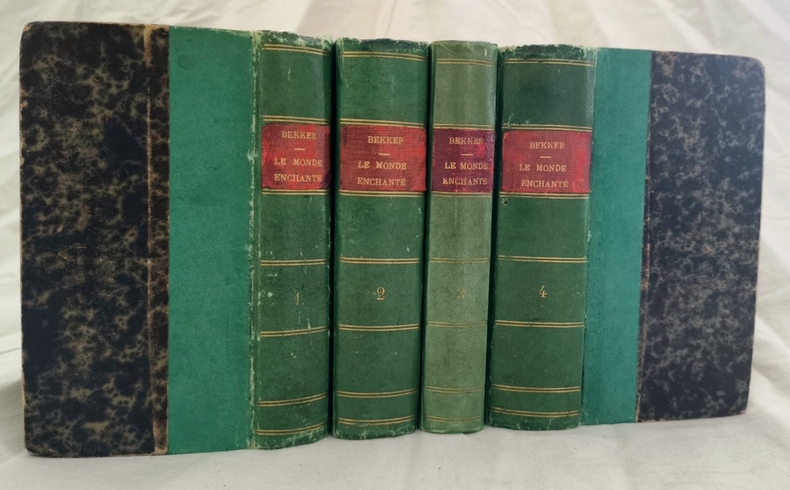 BEKKER
LE MONDE
ENCHANTÉ
1
BEKKER
LE MONDE
ENCHANTÉ
2
BEKKER
LE MONDE
ENCHANTÉ
3
BEKKER
LE MONDE
ENCHANTÉ
4